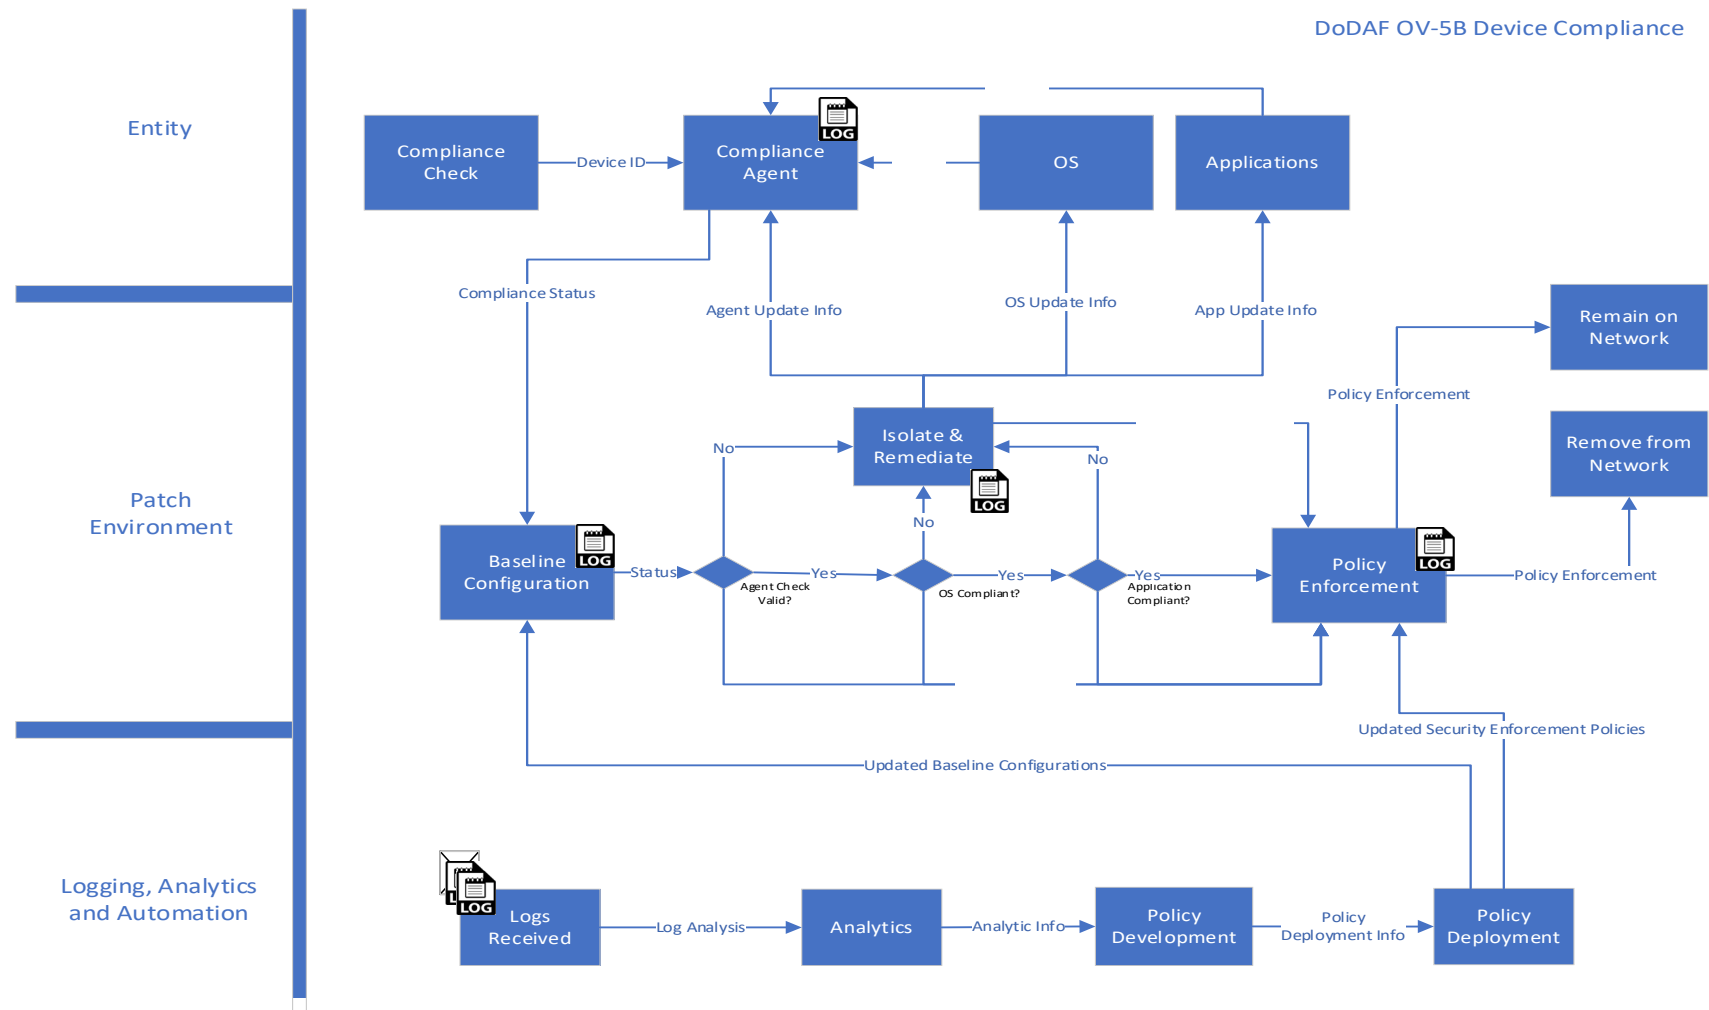 DoDAF OV-5B Device Compliance
Entity
Compliance
Check
Device ID
Compliance
Agent
LOG
OS
Applications
Compliance Status
Agent Update Info
OS Update Info
App Update Info
Remain on
Network
Policy Enforcement
Remove from
Network
Patch
Environment
No
Isolate &
Remediate
LOG
No
No
Baseline
Configuration
LOG
Status
Agent Check
Valid?
Yes
OS Compliant?
Yes
Application
Compliant?
Yes
Policy
Enforcement
LOG
Policy Enforcement
Updated Security Enforcement Policies
Updated Baseline Configurations
Logging, Analytics
and Automation
LOG
Logs
Received
Log Analysis
Analytics
Analytic Info
Policy
Development
Policy
Deployment Info
Policy
Deployment